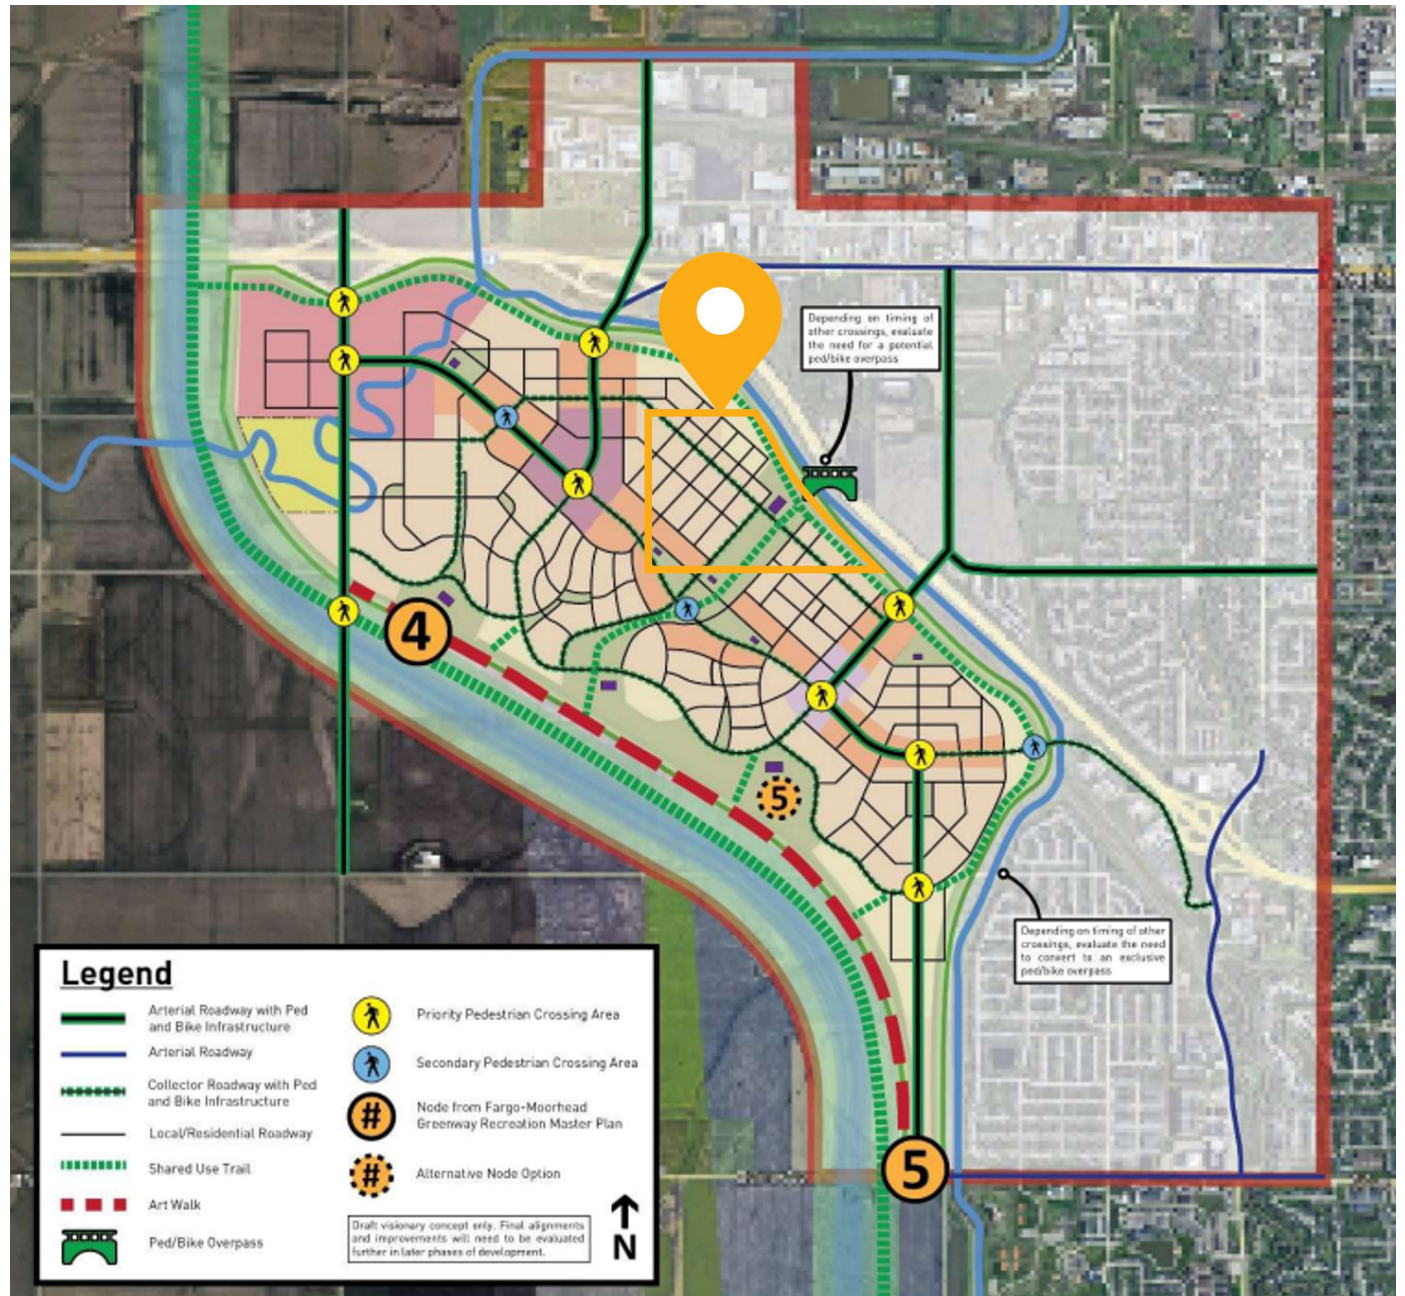 Depending on timing of
other crossings, evaluate
the need for a potential
ped/bike overpass
4
5
Depending on timing of other
crossings, evaluate the need
to convert to an exclusive
ped/bike overpass
5
Legend
Arterial Roadway with Ped
and Bike Infrastructure
Arterial Roadway
Collector Roadway with Ped
and Bike Infrastructure
Local/Residential Roadway
Shared Use Trail
Art Walk
Ped/Bike Overpass
Priority Pedestrian Crossing Area
Secondary Pedestrian Crossing Area
#
Node from Fargo-Moorhead
Greenway Recreation Master Plan
#
Alternative Node Option
Draft visionary concept only. Final alignments
and improvements will need to be evaluated
further in later phases of development.
N